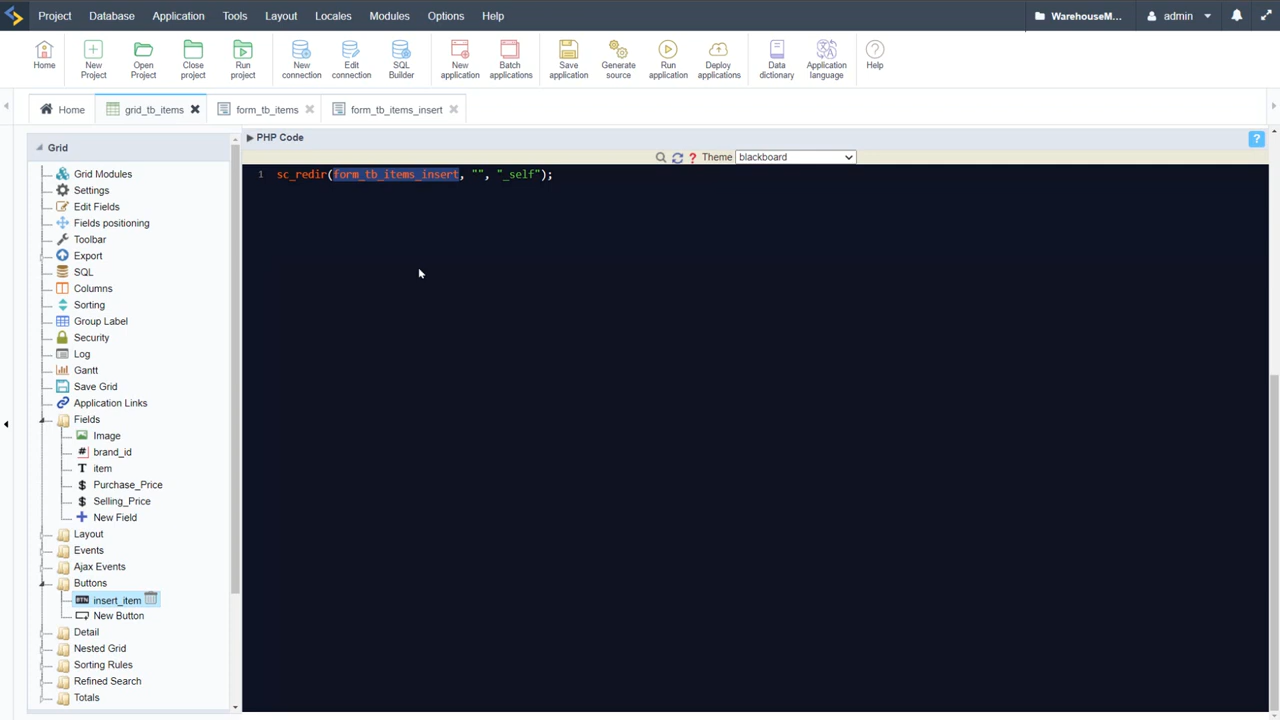 Project Database Application Tools Layout Locales Modules Options Help WarehouseM... admin
Home New Project Open Project Close project Run project New connection Edit connection SQL Builder New application Batch applications Save application Generate source Run application Deploy applications Data dictionary Application language Help
Home grid_tb_items form_tb_items form_tb_items_insert
Grid
Grid Modules
Settings
Edit Fields
Fields positioning
Toolbar
Export
SQL
Columns
Sorting
Group Label
Security
Log
Gantt
Save Grid
Application Links
Fields
Image
brand_id
item
Purchase_Price
Selling_Price
New Field
Layout
Events
Ajax Events
Buttons
insert_item
New Button
Detail
Nested Grid
Sorting Rules
Refined Search
Totals
PHP Code
Theme blackboard
1 sc_redir(form_tb_items_insert, "", "_self");